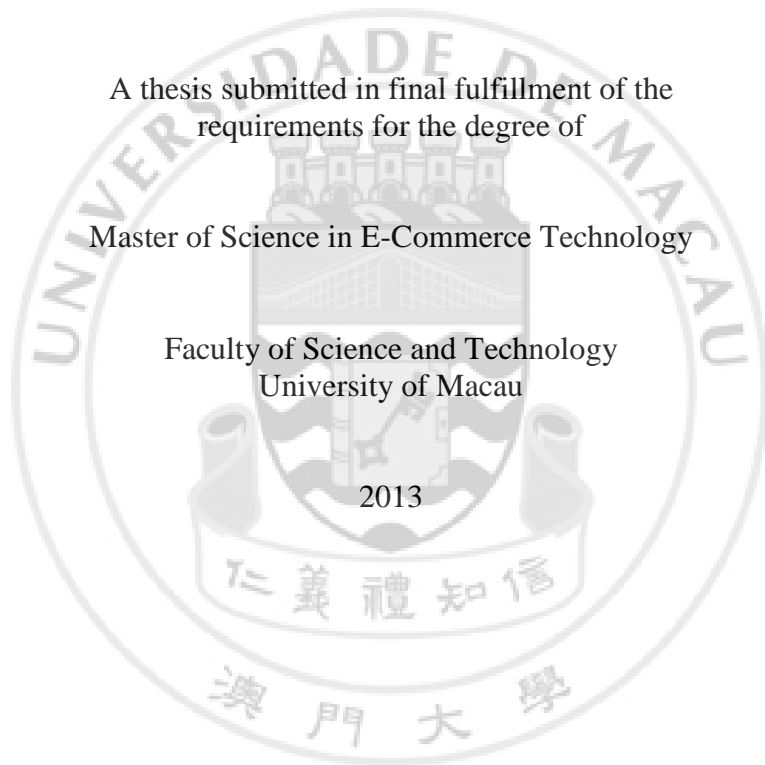 UNIVERSIDADE DE MACAU
A thesis submitted in final fulfillment of the
requirements for the degree of
Master of Science in E-Commerce Technology
Faculty of Science and Technology
University of Macau
2013
仁義禮知信
澳門大學